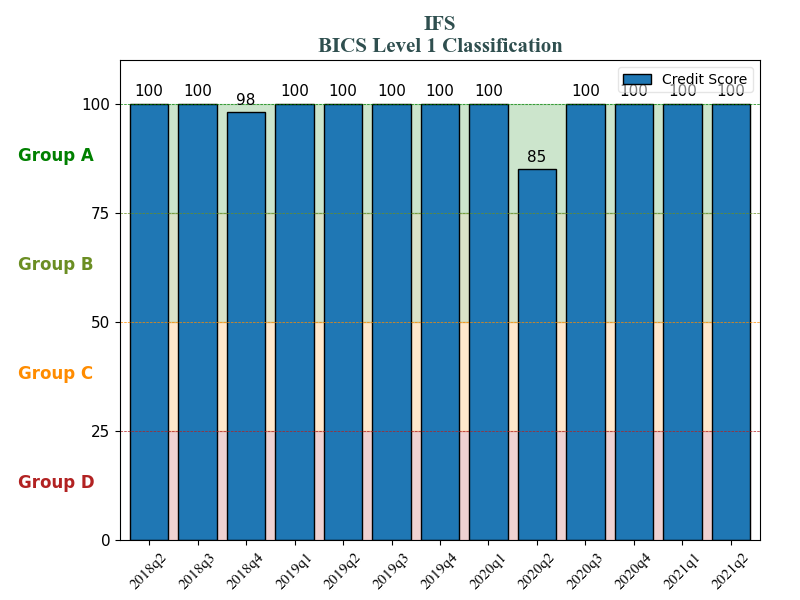 IFS
BICS Level 1 Classification
Credit Score
100 100 98 100 100 100 100 100 85 100 100 100 100
100
Group A
75
Group B
50
Group C
25
Group D
0
2018q2 2018q3 2018q4 2019q1 2019q2 2019q3 2019q4 2020q1 2020q2 2020q3 2020q4 2021q1 2021q2